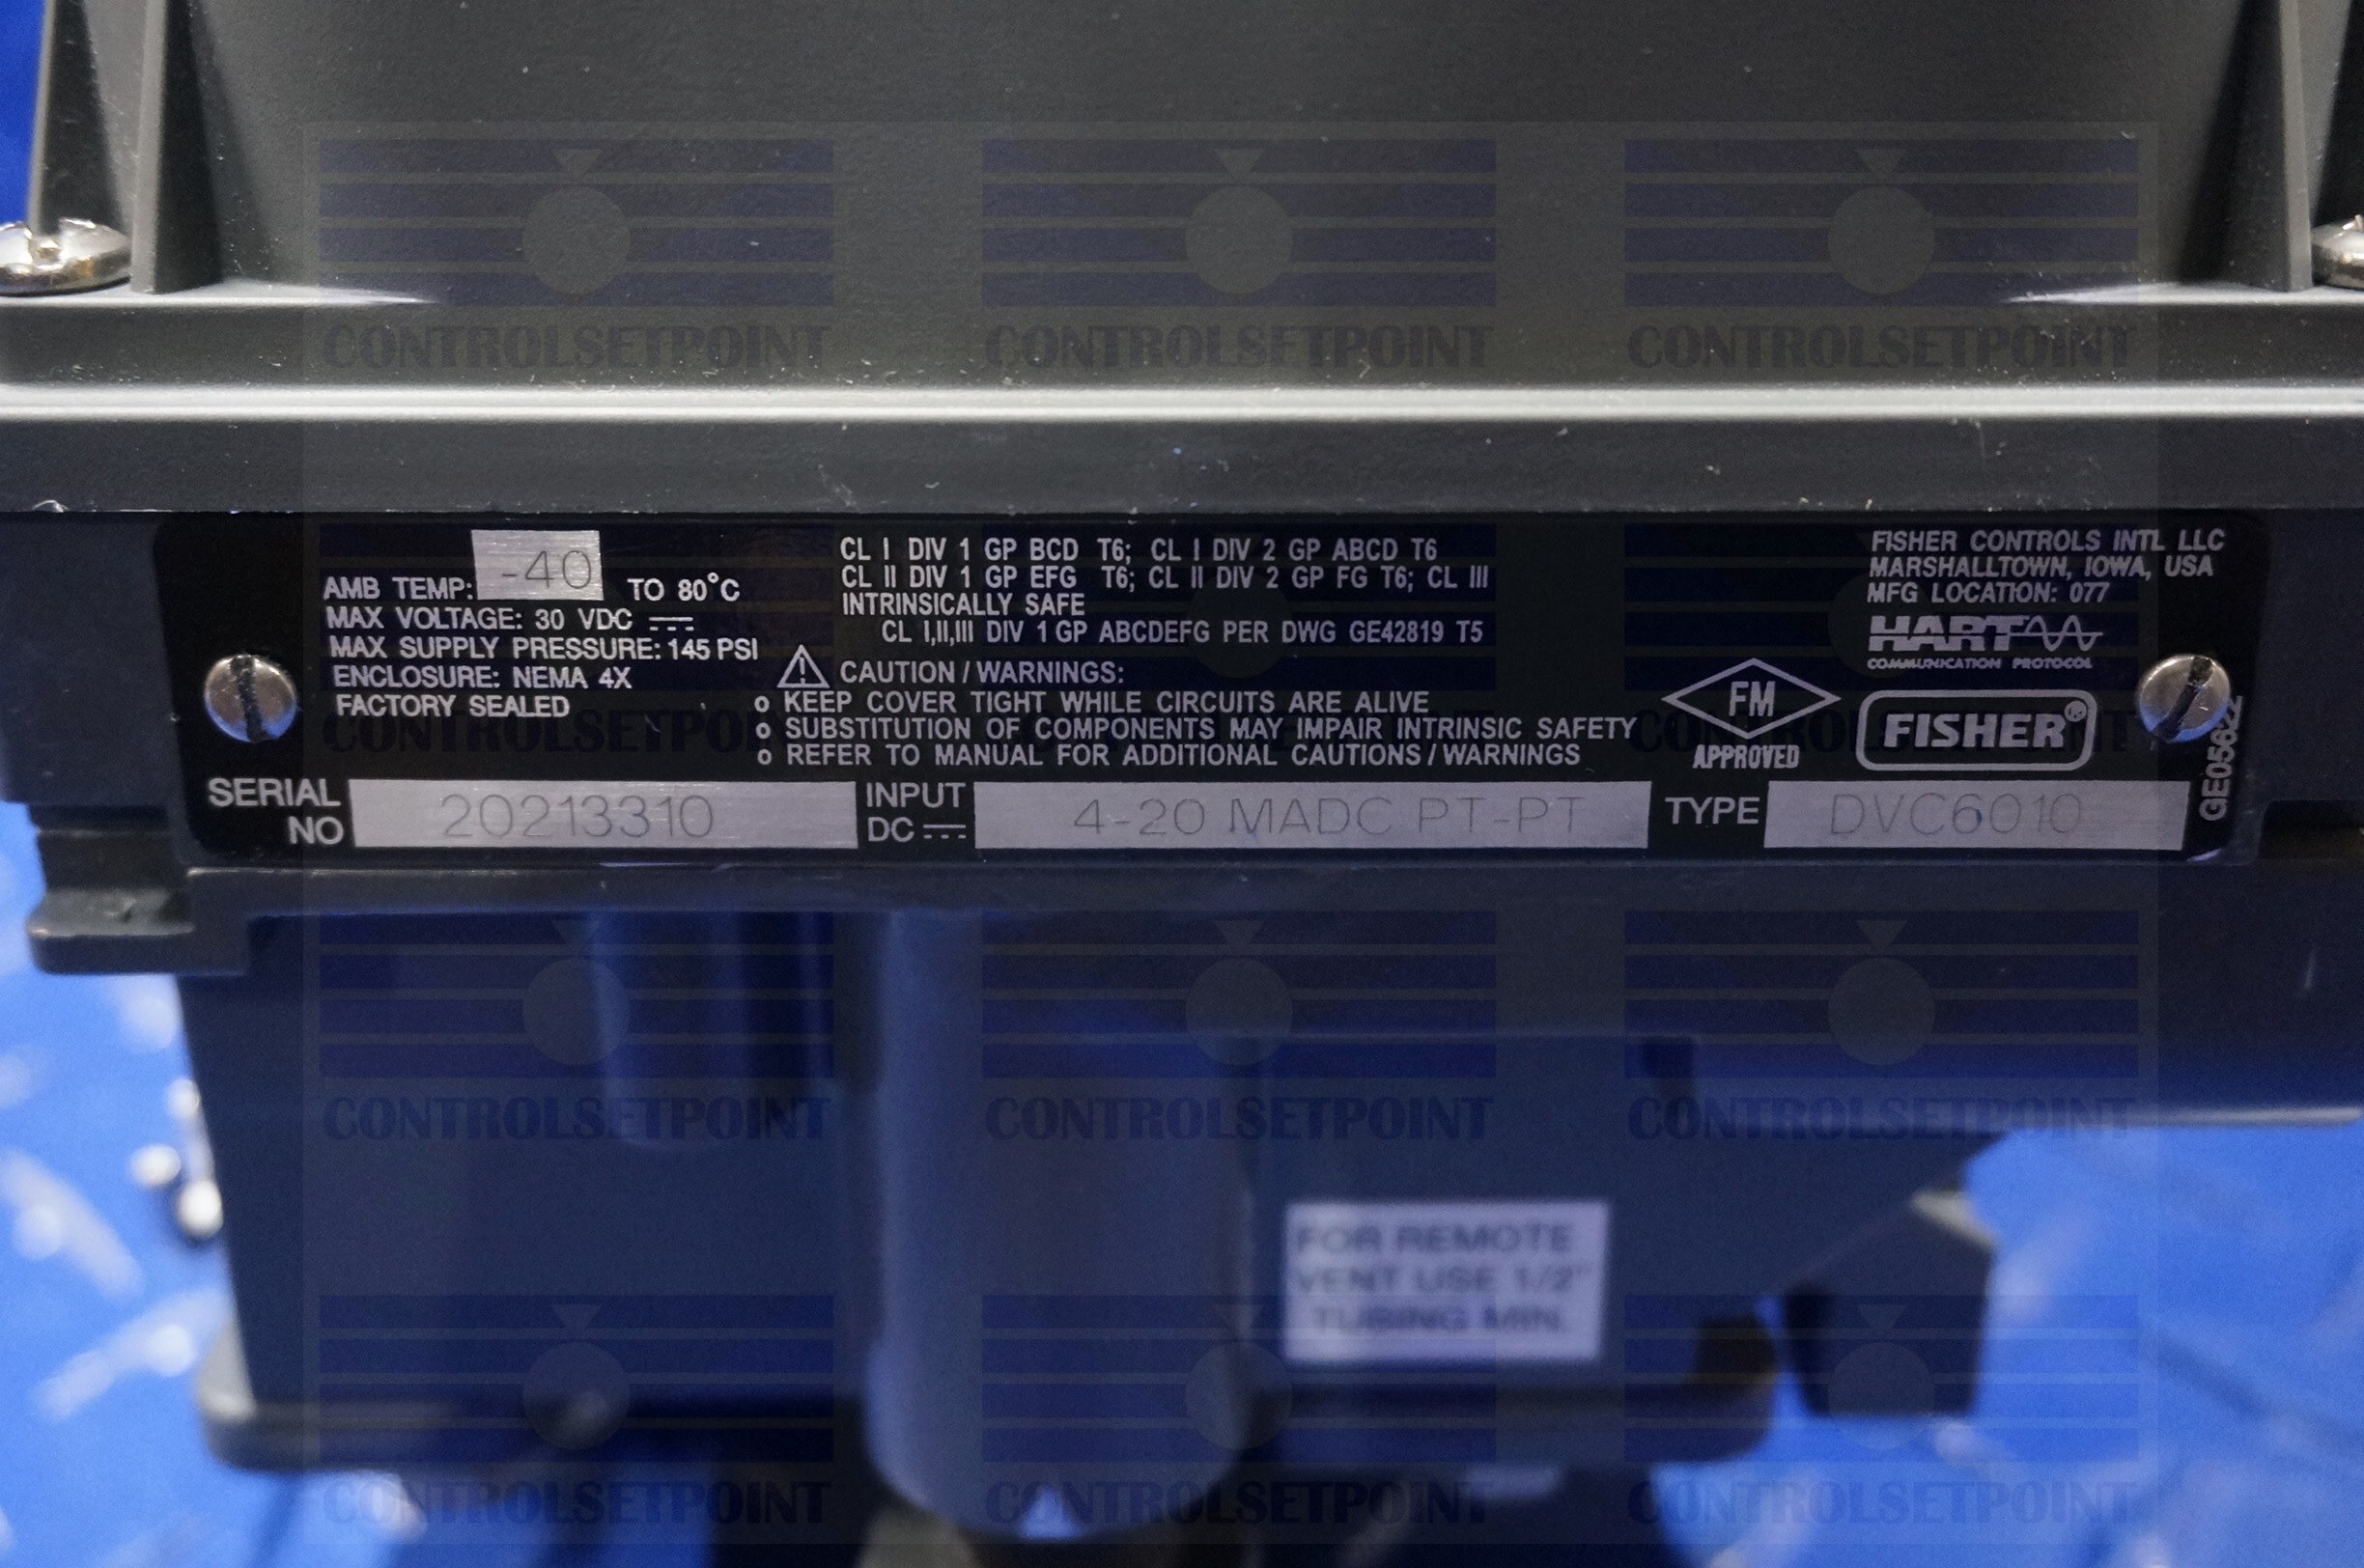 AMB TEMP: -40 TO 80°C
MAX VOLTAGE: 30 VDC
MAX SUPPLY PRESSURE: 145 PSI
ENCLOSURE: NEMA 4X
FACTORY SEALED
CL I DIV 1 GP BCD T6; CL I DIV 2 GP ABCD T6
CL II DIV 1 GP EFG T6; CL II DIV 2 GP FG T6; CL III
INTRINSICALLY SAFE
CL I,II,III DIV 1 GP ABCDEFG PER DWG GE42819 T5
CAUTION / WARNINGS:
o KEEP COVER TIGHT WHILE CIRCUITS ARE ALIVE
o SUBSTITUTION OF COMPONENTS MAY IMPAIR INTRINSIC SAFETY
o REFER TO MANUAL FOR ADDITIONAL CAUTIONS / WARNINGS
FISHER CONTROLS INTL LLC
MARSHALLTOWN, IOWA, USA
MFG LOCATION: 077
HART
COMMUNICATION PROTOCOL
FM
APPROVED
FISHER®
GE05622
SERIAL NO 20213310
INPUT DC 4-20 MADC PT-PT
TYPE DVC6010
FOR REMOTE
VENT USE 1/2"
TUBING MIN.
CONTROLSETPOINT CONTROLSETPOINT CONTROLSETPOINT
CONTROLSETPOINT
CONTROLSETPOINT CONTROLSETPOINT CONTROLSETPOINT
CONTROLSETPOINT CONTROLSETPOINT CONTROLSETPOINT